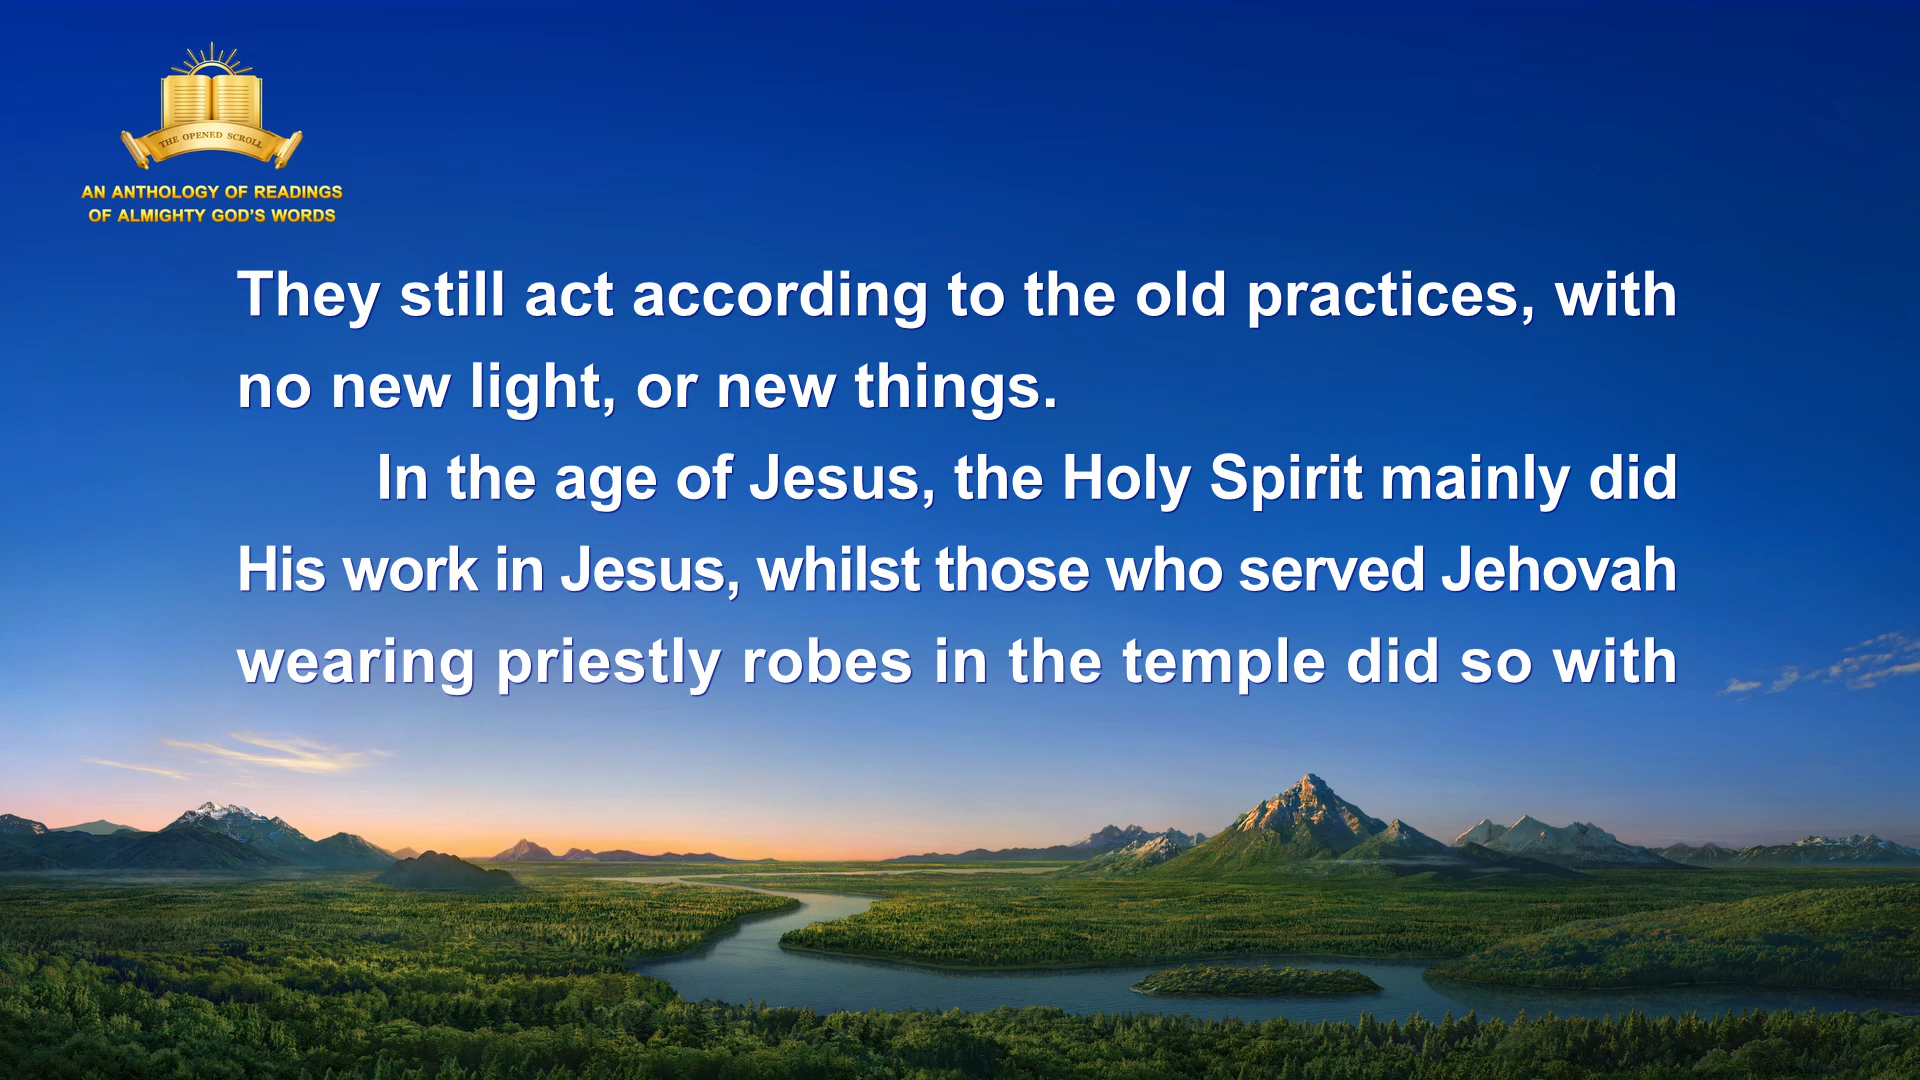 THE OPENED SCROLL
AN ANTHOLOGY OF READINGS
OF ALMIGHTY GOD'S WORDS
They still act according to the old practices, with
no new light, or new things.
In the age of Jesus, the Holy Spirit mainly did
His work in Jesus, whilst those who served Jehovah
wearing priestly robes in the temple did so with